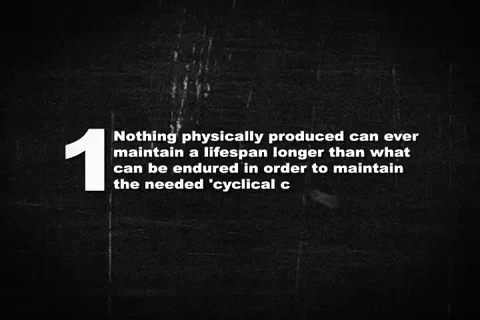 1
Nothing physically produced can ever
maintain a lifespan longer than what
can be endured in order to maintain
the needed 'cyclical c